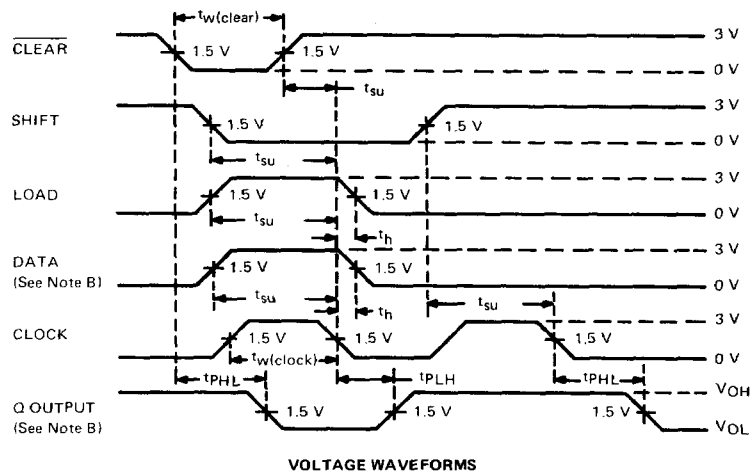 tw(clear)
CLEAR 1.5 V 1.5 V 3 V
0 V
tsu
SHIFT 1.5 V 1.5 V 3 V
0 V
tsu
LOAD 1.5 V 1.5 V 3 V
0 V
tsu th
DATA 1.5 V 1.5 V 3 V
(See Note B) 0 V
tsu th tsu
CLOCK 1.5 V 1.5 V 1.5 V 3 V
0 V
tw(clock)
tPHL tPLH tPHL
Q OUTPUT 1.5 V 1.5 V 1.5 V VOH
(See Note B) VOL
VOLTAGE WAVEFORMS